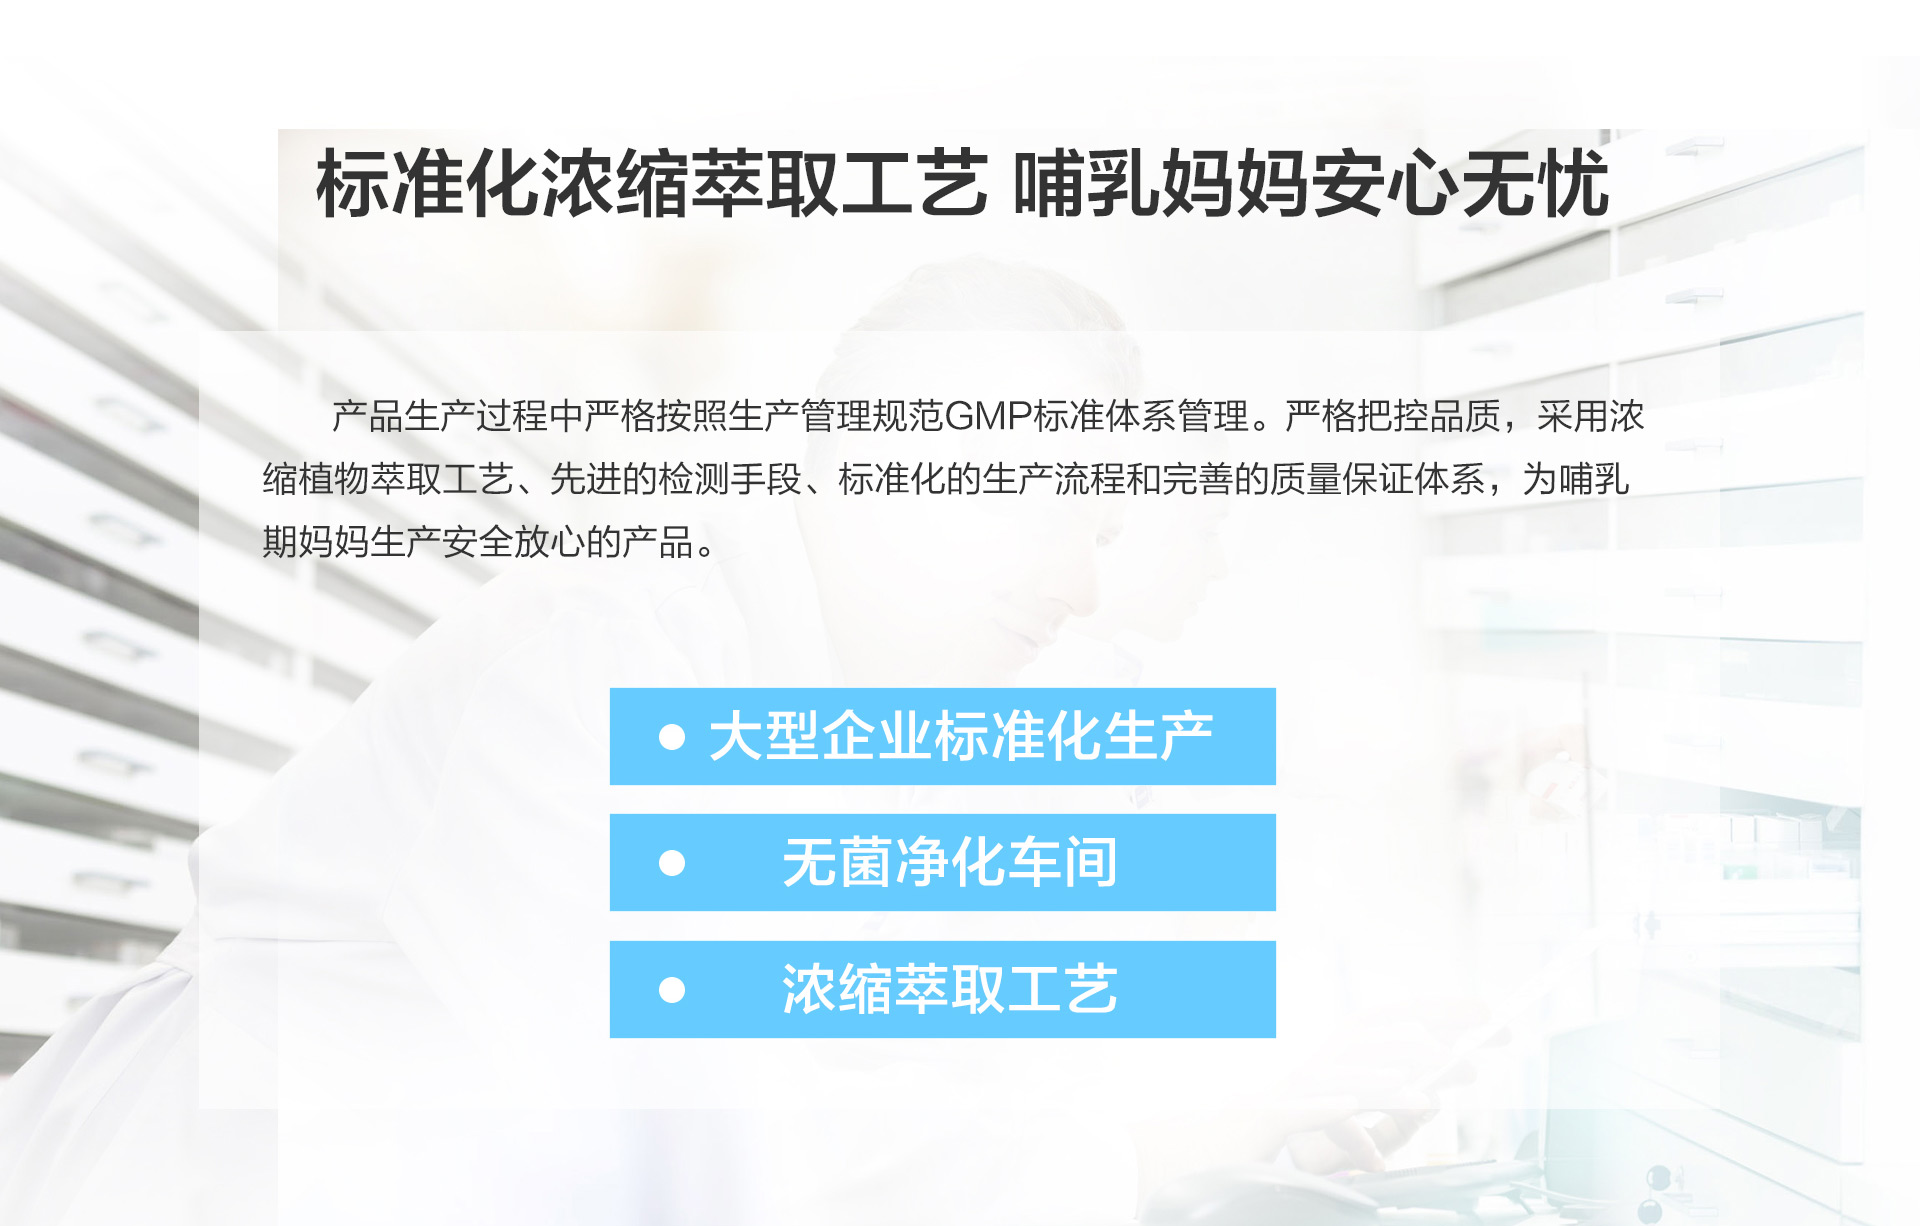 标准化浓缩萃取工艺 哺乳妈妈安心无忧
产品生产过程中严格按照生产管理规范GMP标准体系管理。严格把控品质，采用浓
缩植物萃取工艺、先进的检测手段、标准化的生产流程和完善的质量保证体系，为哺乳
期妈妈生产安全放心的产品。
大型企业标准化生产
无菌净化车间
浓缩萃取工艺